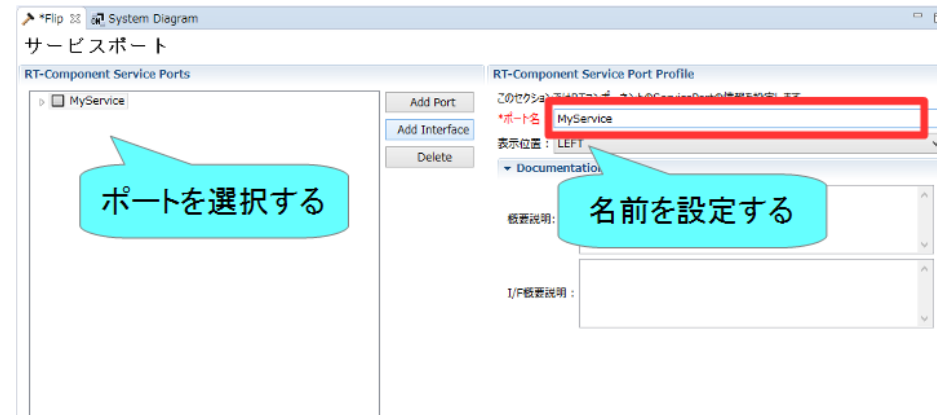 *Flip System Diagram
サービスポート
RT-Component Service Ports
MyService
Add Port
Add Interface
Delete
ポートを選択する
RT-Component Service Port Profile
*ポート名
MyService
表示位置: LEFT
Documentation
概要説明:
名前を設定する
I/F概要説明: